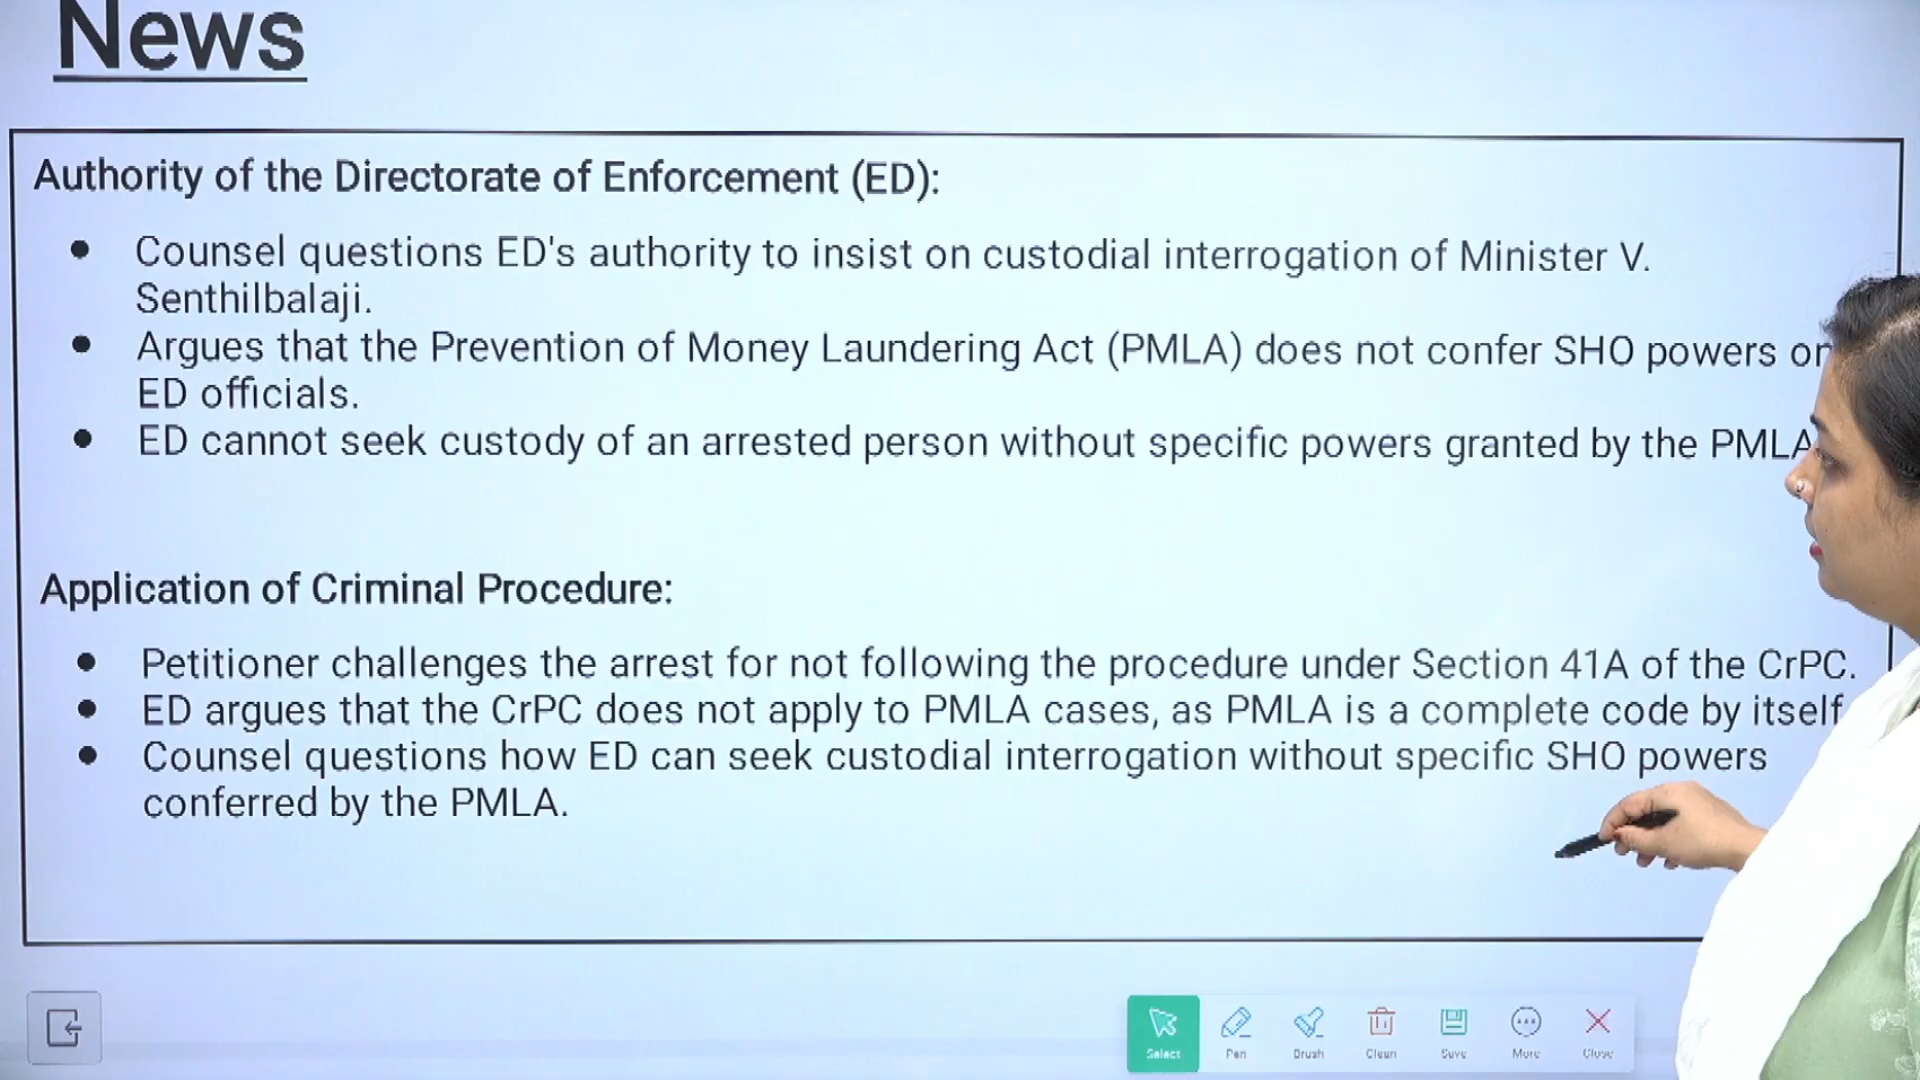 News
Authority of the Directorate of Enforcement (ED):
Counsel questions ED's authority to insist on custodial interrogation of Minister V.
Senthilbalaji.
Argues that the Prevention of Money Laundering Act (PMLA) does not confer SHO powers on
ED officials.
ED cannot seek custody of an arrested person without specific powers granted by the PMLA
Application of Criminal Procedure:
Petitioner challenges the arrest for not following the procedure under Section 41A of the CrPC.
ED argues that the CrPC does not apply to PMLA cases, as PMLA is a complete code by itself
Counsel questions how ED can seek custodial interrogation without specific SHO powers
conferred by the PMLA.
Select Pen Brush Clean Save More Close